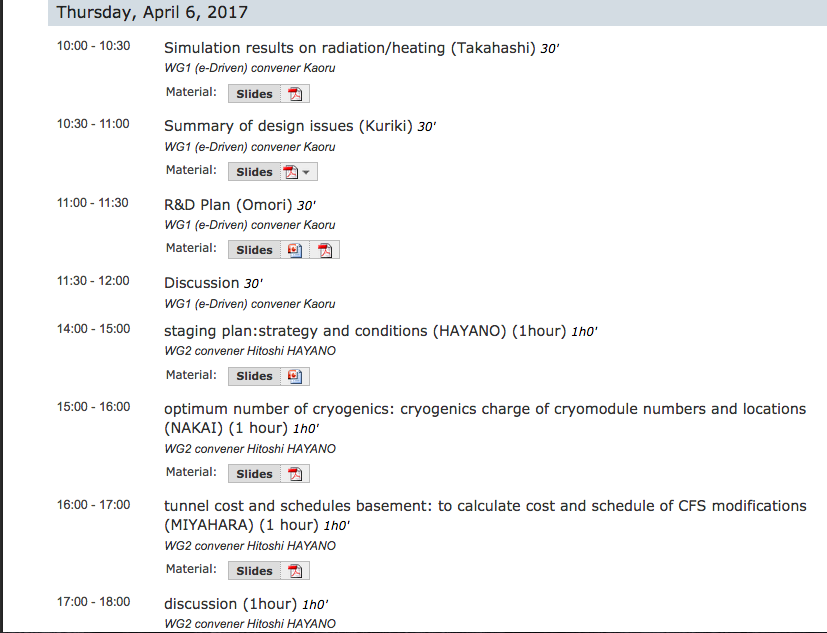 Thursday, April 6, 2017
10:00 - 10:30 Simulation results on radiation/heating (Takahashi) 30'
WG1 (e-Driven) convener Kaoru
Material: Slides
10:30 - 11:00 Summary of design issues (Kuriki) 30'
WG1 (e-Driven) convener Kaoru
Material: Slides
11:00 - 11:30 R&D Plan (Omori) 30'
WG1 (e-Driven) convener Kaoru
Material: Slides
11:30 - 12:00 Discussion 30'
WG1 (e-Driven) convener Kaoru
14:00 - 15:00 staging plan:strategy and conditions (HAYANO) (1hour) 1h0'
WG2 convener Hitoshi HAYANO
Material: Slides
15:00 - 16:00 optimum number of cryogenics: cryogenics charge of cryomodule numbers and locations
(NAKAI) (1 hour) 1h0'
WG2 convener Hitoshi HAYANO
Material: Slides
16:00 - 17:00 tunnel cost and schedules basement: to calculate cost and schedule of CFS modifications
(MIYAHARA) (1 hour) 1h0'
WG2 convener Hitoshi HAYANO
Material: Slides
17:00 - 18:00 discussion (1hour) 1h0'
WG2 convener Hitoshi HAYANO